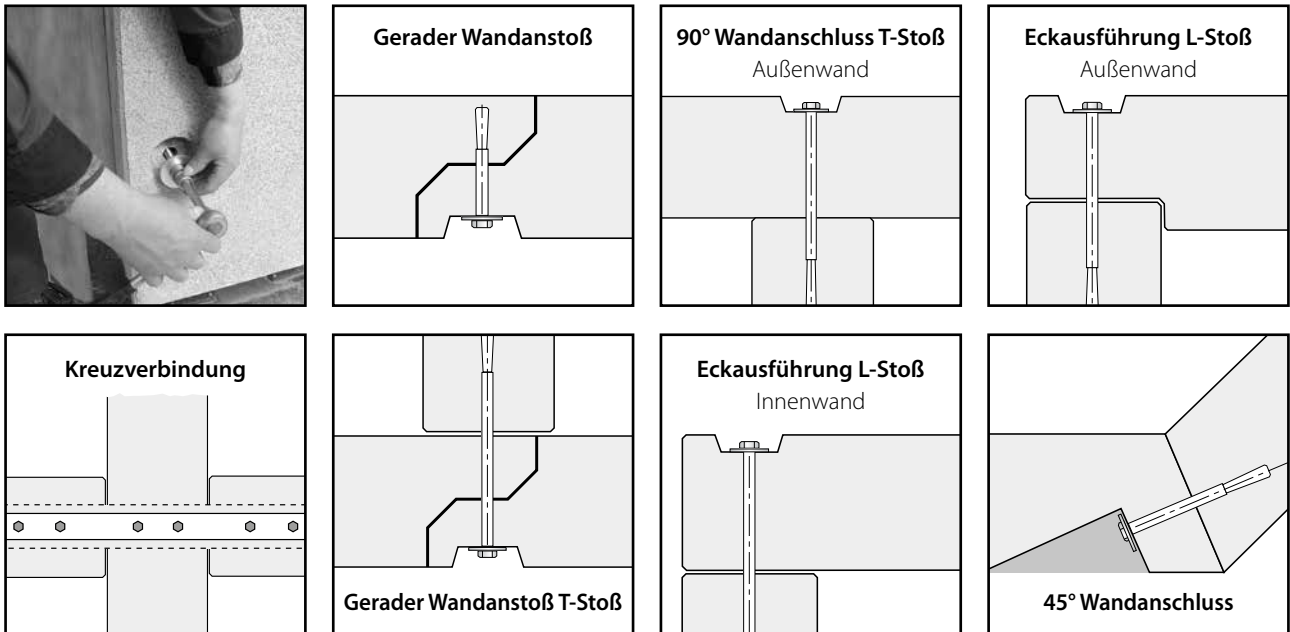 Gerader Wandanstoß
90° Wandanschluss T-Stoß
Außenwand
Eckausführung L-Stoß
Außenwand
Kreuzverbindung
Gerader Wandanstoß T-Stoß
Eckausführung L-Stoß
Innenwand
45° Wandanschluss